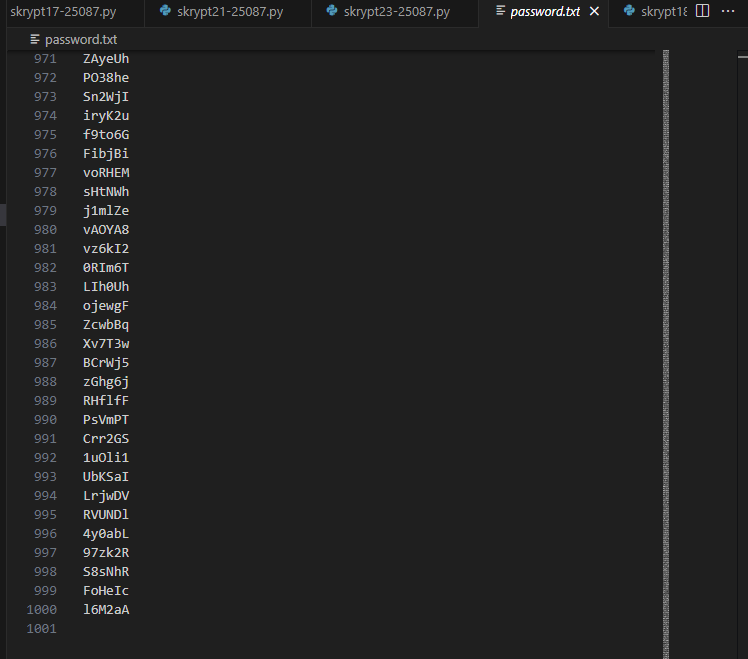 skrypt17-25087.py skrypt21-25087.py skrypt23-25087.py password.txt skrypt18
password.txt
971 ZAyeUh
972 PO38he
973 Sn2WjI
974 iryK2u
975 f9to6G
976 FibjBi
977 voRHEM
978 sHtNWh
979 j1mlZe
980 vAOYA8
981 vz6kI2
982 0RIm6T
983 LIh0Uh
984 ojewgF
985 ZcwbBq
986 Xv7T3w
987 BCrWj5
988 zGhg6j
989 RHflfF
990 PsVmPT
991 Crr2GS
992 1uOli1
993 UbKSaI
994 LrjwDV
995 RVUNDl
996 4y0abL
997 97zk2R
998 S8sNhR
999 FoHeIc
1000 l6M2aA
1001